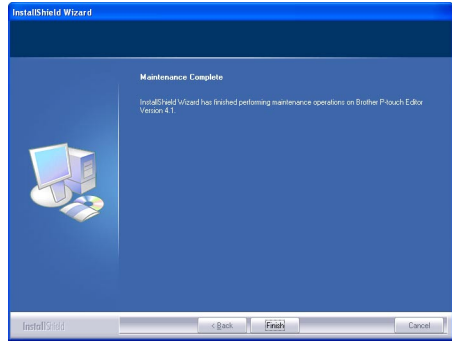 InstallShield Wizard
Maintenance Complete
InstallShield Wizard has finished performing maintenance operations on Brother P-touch Editor
Version 4.1.
InstallShield
< Back
Finish
Cancel